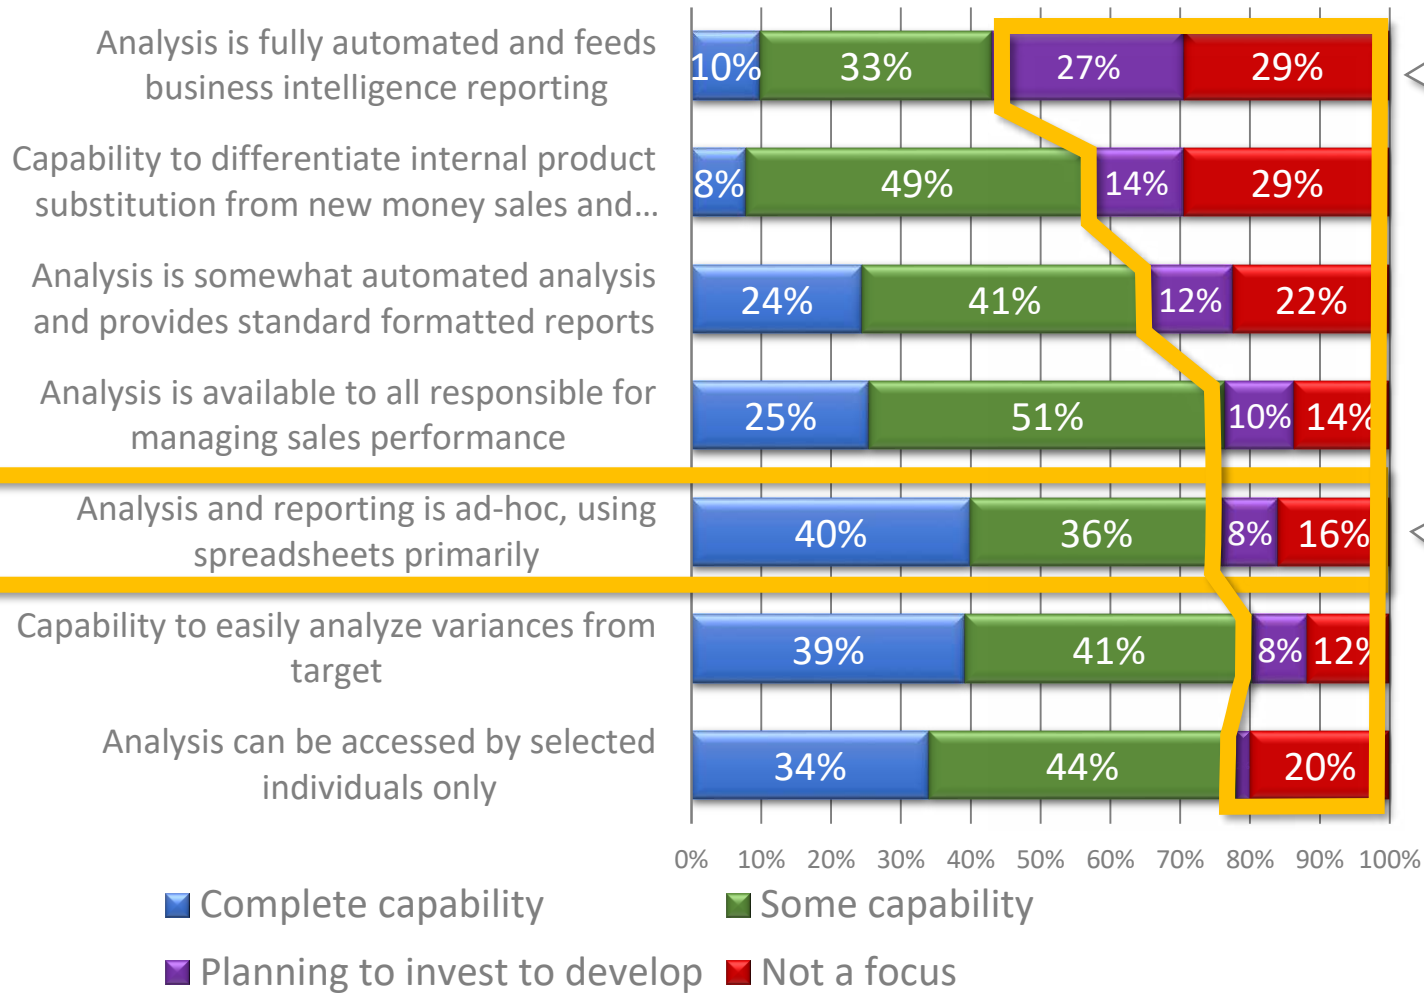 Analysis is fully automated and feeds
business intelligence reporting
10% 33% 27% 29%
Capability to differentiate internal product
substitution from new money sales and...
8% 49% 14% 29%
Analysis is somewhat automated analysis
and provides standard formatted reports
24% 41% 12% 22%
Analysis is available to all responsible for
managing sales performance
25% 51% 10% 14%
Analysis and reporting is ad-hoc, using
spreadsheets primarily
40% 36% 8% 16%
Capability to easily analyze variances from
target
39% 41% 8% 12%
Analysis can be accessed by selected
individuals only
34% 44% 20%
0% 10% 20% 30% 40% 50% 60% 70% 80% 90% 100%
Complete capability Some capability
Planning to invest to develop Not a focus